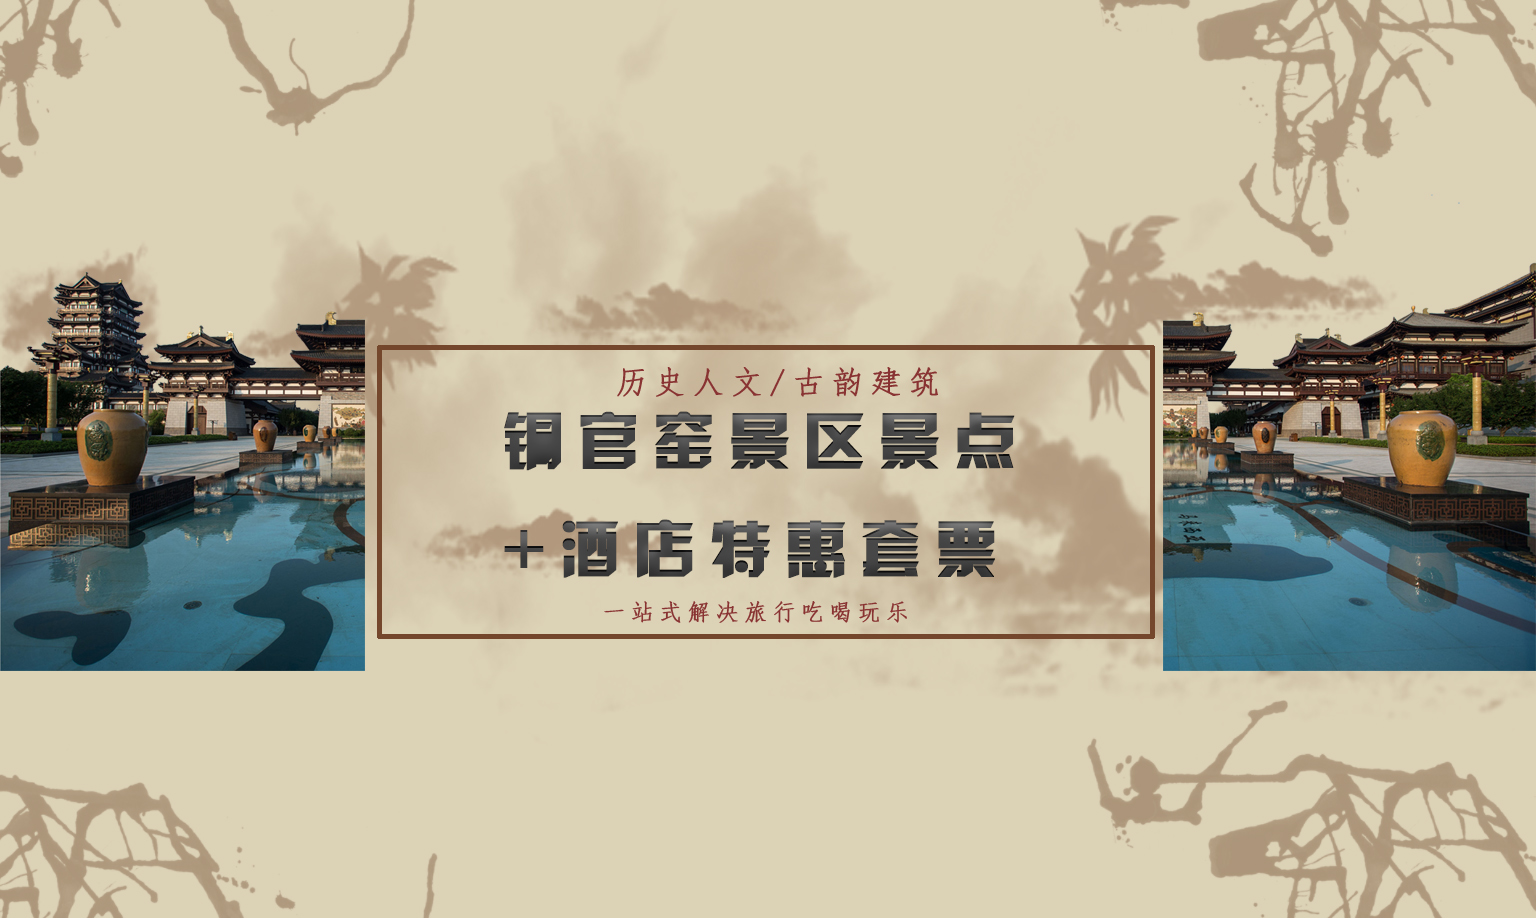 历史人文/古韵建筑
铜官窑景区景点
+酒店特惠套票
一站式解决旅行吃喝玩乐